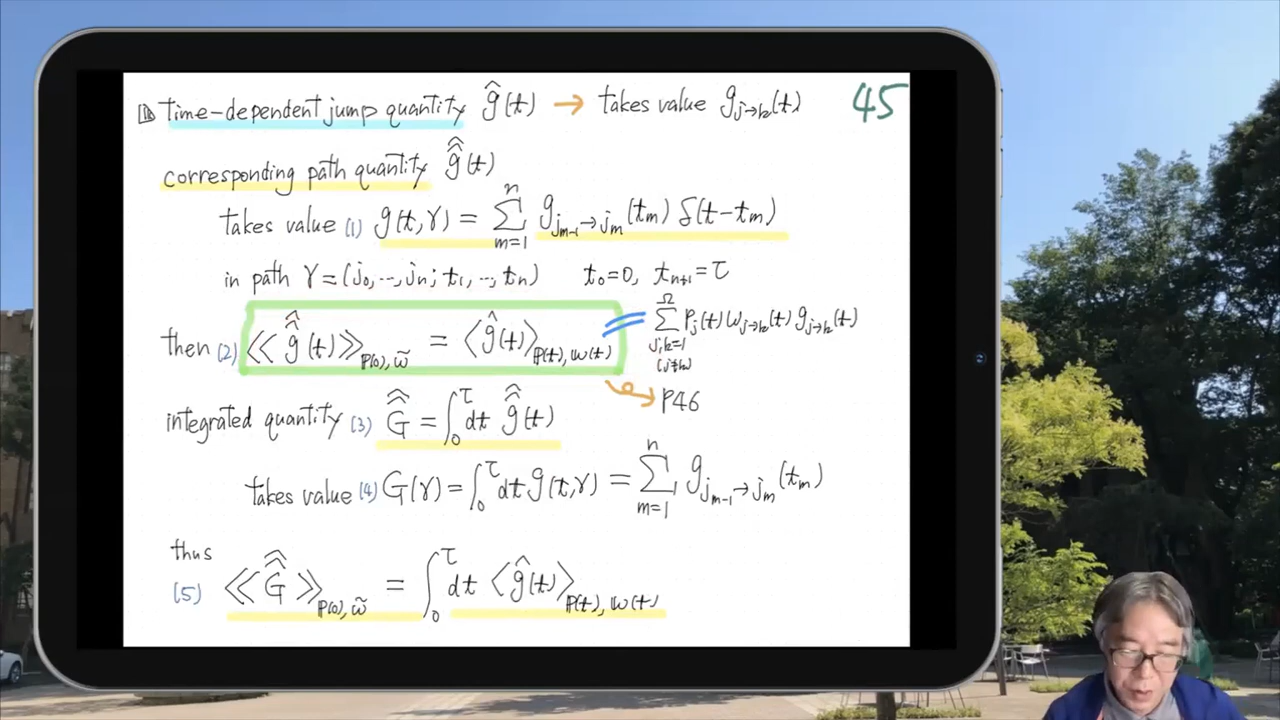 Time-dependent jump quantity ĝ(t) → takes value g_{j→k}(t) 45
corresponding path quantity ĝ̂(t)
takes value (1) g(t,γ) = Σ_{m=1}^{n} g_{j_{m-1}→j_m}(t_m) δ(t-t_m)
in path γ = (j_0, ..., j_n; t_1, ..., t_n) t_0=0, t_{n+1}=τ
then (2) ⟪ĝ̂(t)⟫_{p(0),ω̃} = ⟨ĝ(t)⟩_{p(t),ω(t)} = Σ_{j,k=1 (j≠k)}^{Ω} p_j(t) ω_{j→k}(t) g_{j→k}(t)
→ p46
integrated quantity (3) Ĝ̂ = ∫_0^τ dt ĝ̂(t)
takes value (4) G(γ) = ∫_0^τ dt g(t,γ) = Σ_{m=1}^{n} g_{j_{m-1}→j_m}(t_m)
thus
(5) ⟪Ĝ̂⟫_{p(0),ω̃} = ∫_0^τ dt ⟨ĝ(t)⟩_{p(t),ω(t)}